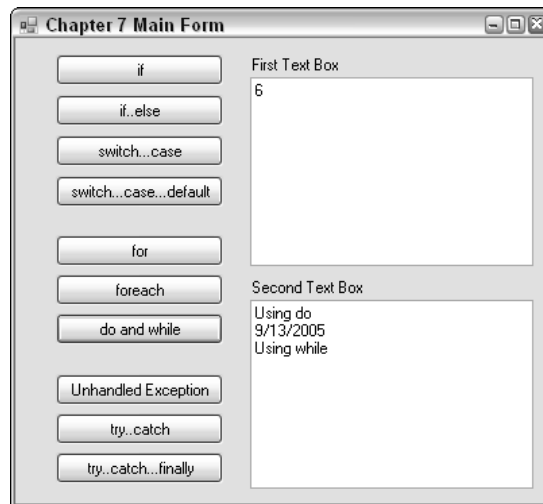 Chapter 7 Main Form
if
if..else
switch...case
switch...case...default
for
foreach
do and while
Unhandled Exception
try..catch
try..catch...finally
First Text Box
6
Second Text Box
Using do
9/13/2005
Using while